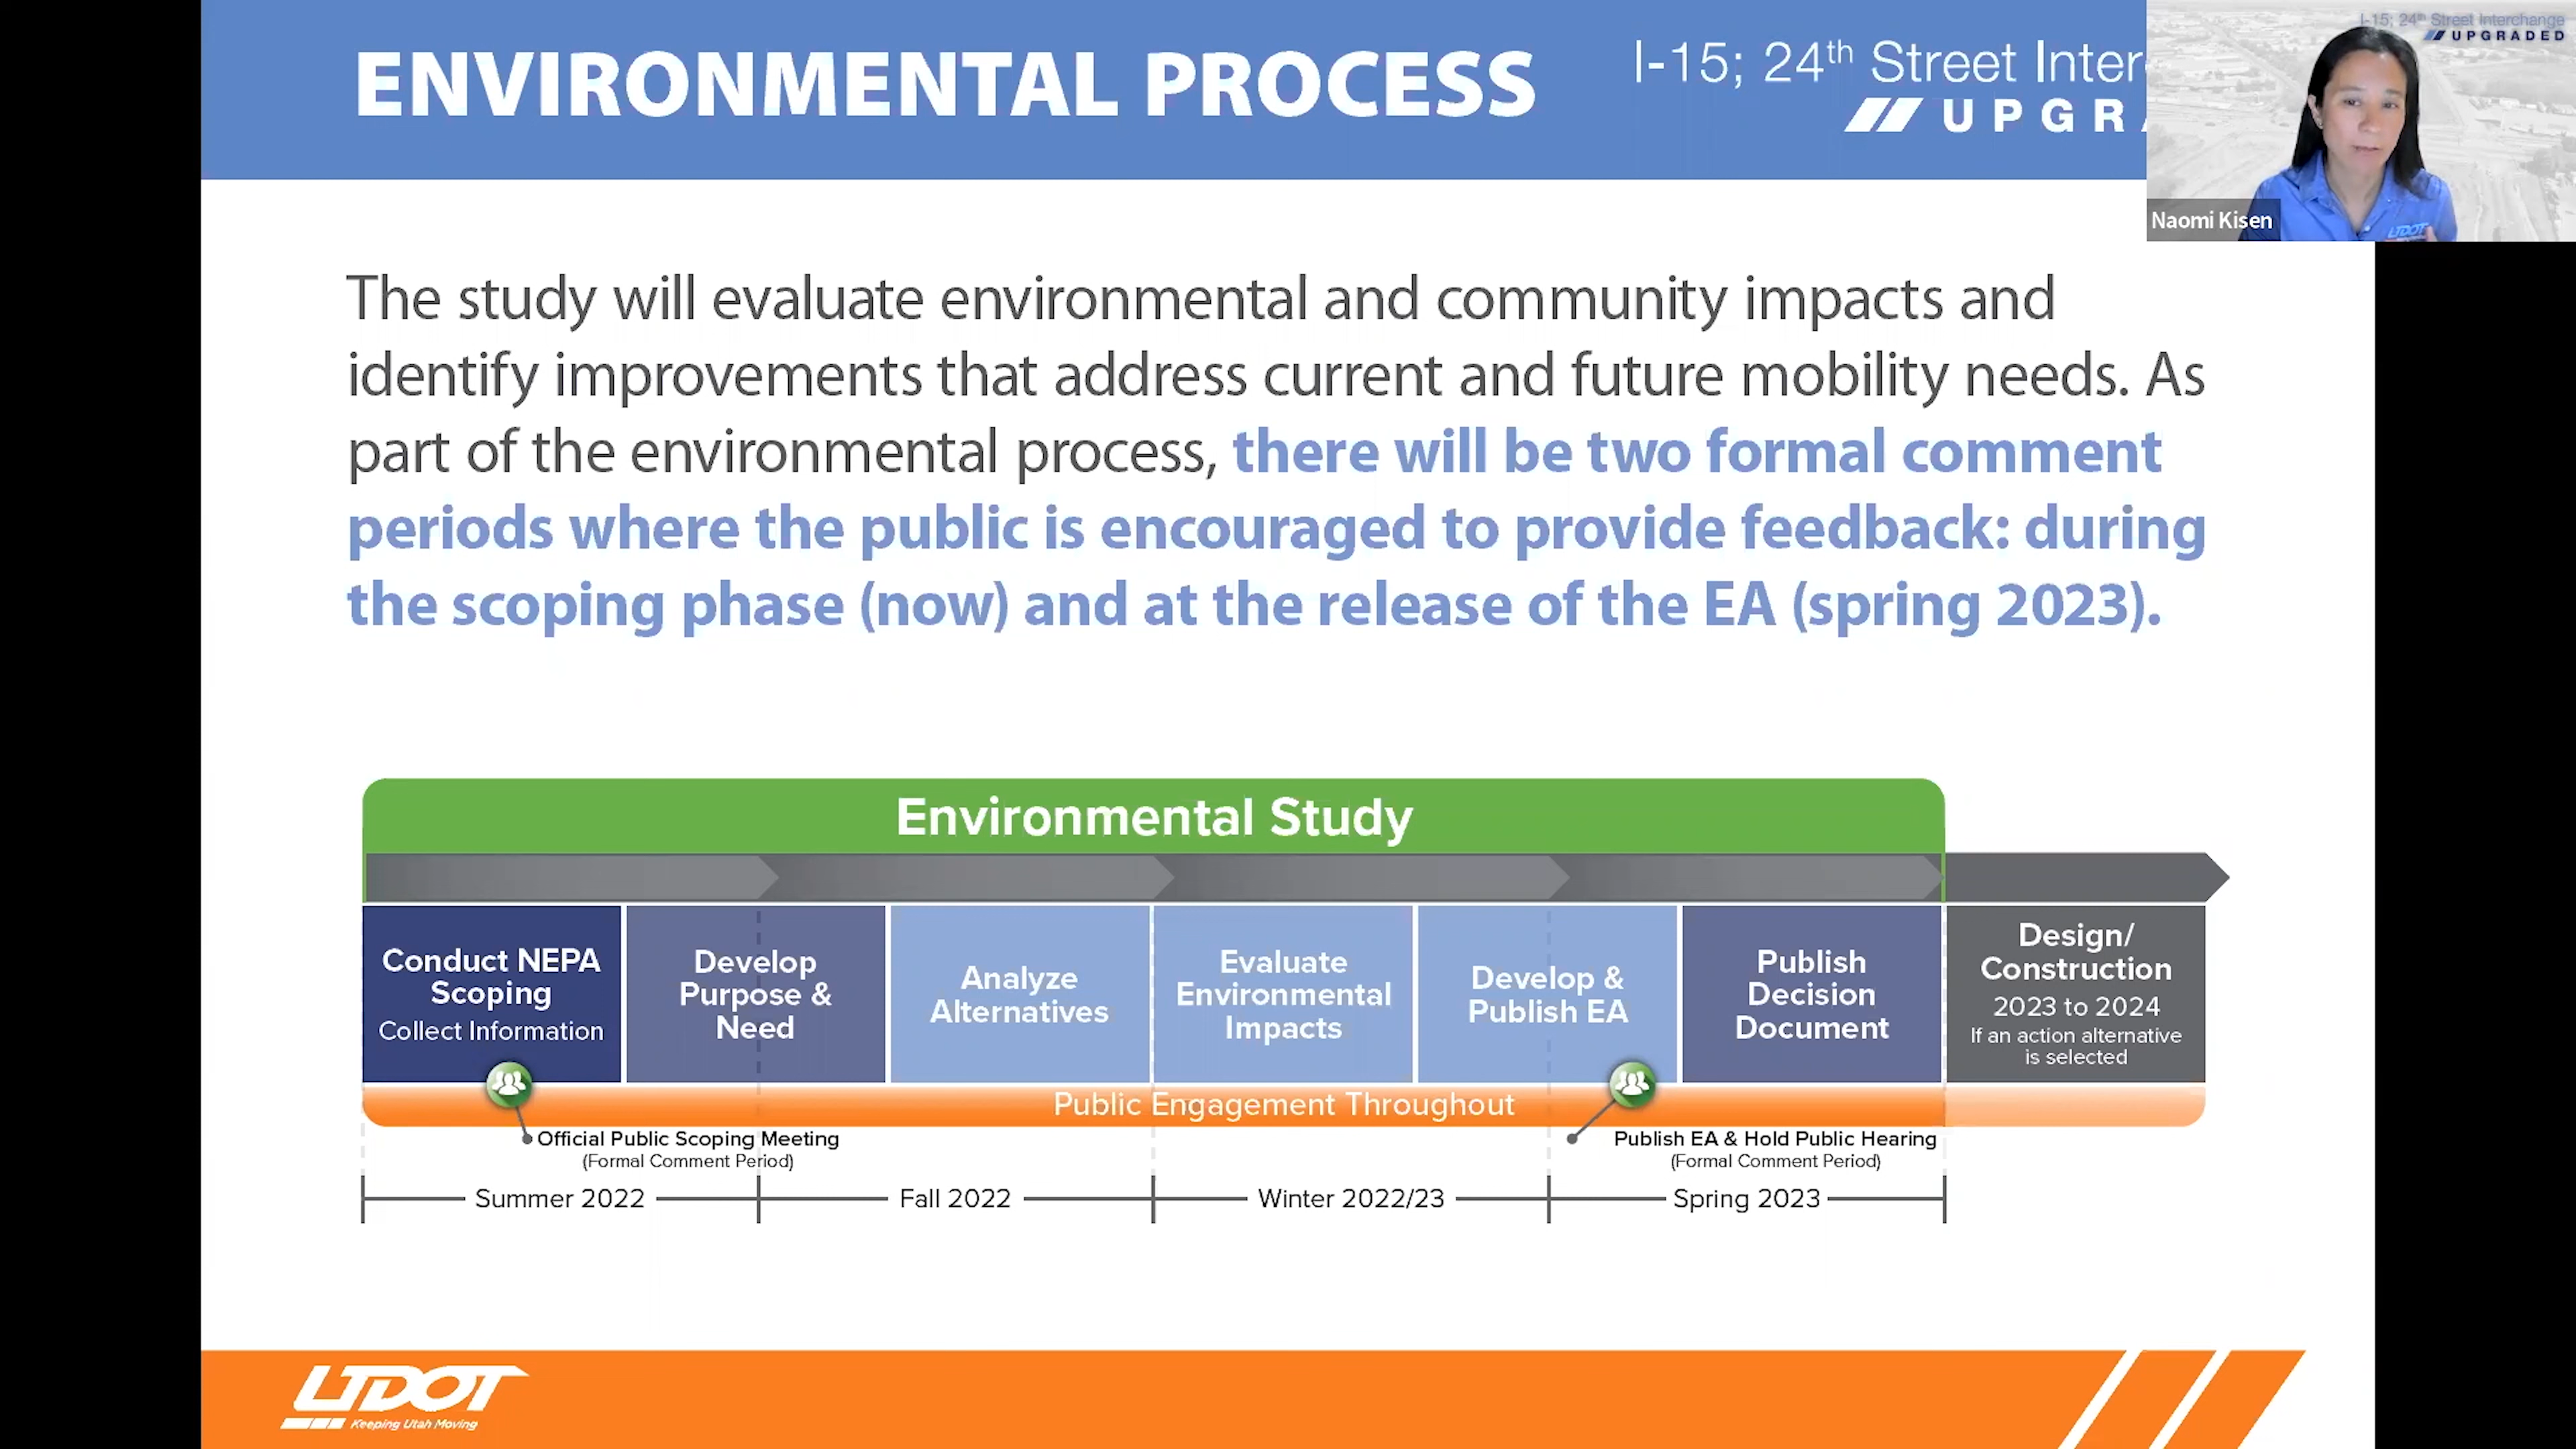 ENVIRONMENTAL PROCESS
I-15; 24th Street Inter
UPGRA
I-15; 24th Street Interchange
UPGRADED
Naomi Kisen
UDOT
The study will evaluate environmental and community impacts and
identify improvements that address current and future mobility needs. As
part of the environmental process, there will be two formal comment
periods where the public is encouraged to provide feedback: during
the scoping phase (now) and at the release of the EA (spring 2023).
Environmental Study
Conduct NEPA
Scoping
Collect Information
Develop
Purpose &
Need
Analyze
Alternatives
Evaluate
Environmental
Impacts
Develop &
Publish EA
Publish
Decision
Document
Design/
Construction
2023 to 2024
If an action alternative
is selected
Public Engagement Throughout
Official Public Scoping Meeting
(Formal Comment Period)
Publish EA & Hold Public Hearing
(Formal Comment Period)
Summer 2022
Fall 2022
Winter 2022/23
Spring 2023
UDOT
Keeping Utah Moving